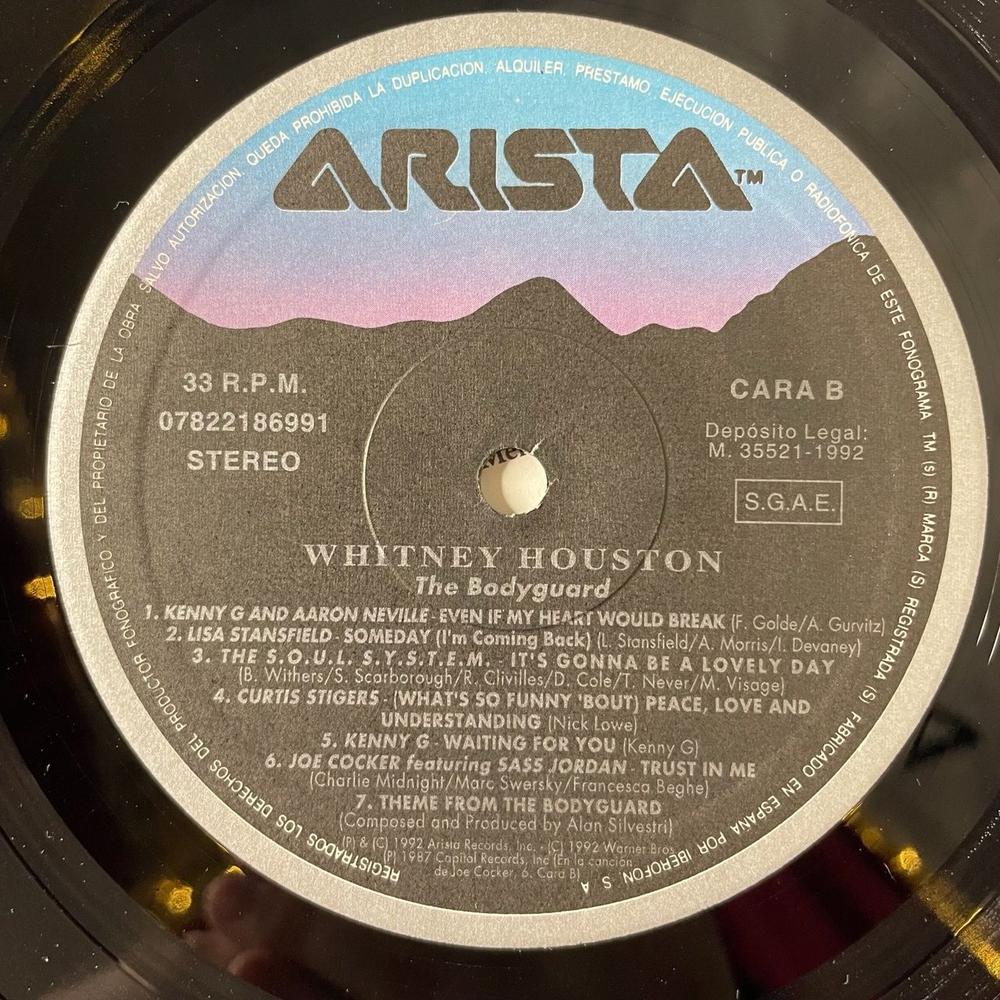 SALVO AUTORIZACION, QUEDA PROHIBIDA LA DUPLICACION, ALQUILER, PRESTAMO, EJECUCION PUBLICA O RADIOFONICA DE ESTE FONOGRAMA. TM (S) (R) MARCA (S) REGISTRADA (S) FABRICADO EN ESPAÑA POR IBEROFON, S. A.
REGISTRADOS LOS DERECHOS DEL PRODUCTOR FONOGRAFICO Y DEL PROPIETARIO DE LA OBRA
ARISTA™
33 R.P.M.
07822186991
STEREO
CARA B
Depósito Legal:
M. 35521-1992
S.G.A.E.
WHITNEY HOUSTON
The Bodyguard
1. KENNY G AND AARON NEVILLE - EVEN IF MY HEART WOULD BREAK (F. Golde/A. Gurvitz)
2. LISA STANSFIELD - SOMEDAY (I'm Coming Back) (L. Stansfield/A. Morris/I. Devaney)
3. THE S.O.U.L. S.Y.S.T.E.M. - IT'S GONNA BE A LOVELY DAY
(B. Withers/S. Scarborough/R. Clivilles/D. Cole/T. Never/M. Visage)
4. CURTIS STIGERS - (WHAT'S SO FUNNY 'BOUT) PEACE, LOVE AND
UNDERSTANDING (Nick Lowe)
5. KENNY G - WAITING FOR YOU (Kenny G)
6. JOE COCKER featuring SASS JORDAN - TRUST IN ME
(Charlie Midnight/Marc Swersky/Francesca Beghe)
7. THEME FROM THE BODYGUARD
(Composed and Produced by Alan Silvestri)
(P) & (C) 1992 Arista Records, Inc. - (C) 1992 Warner Bros.
(P) 1987 Capitol Records, Inc (En la canción
de Joe Cocker, 6. Cara B)